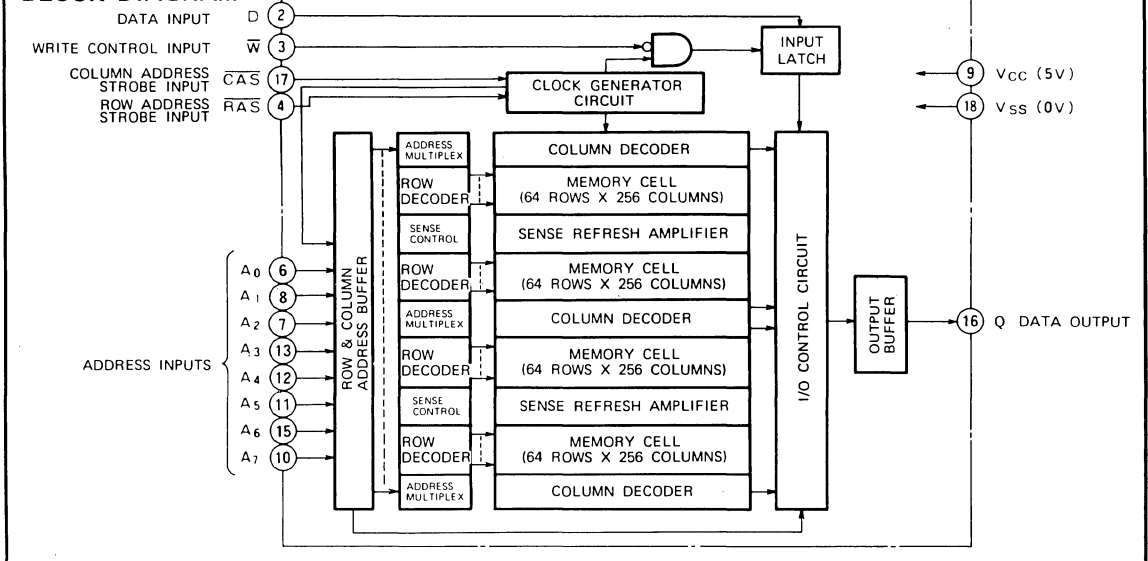 DATA INPUT D 2
WRITE CONTROL INPUT W 3
COLUMN ADDRESS
STROBE INPUT CAS 17
ROW ADDRESS
STROBE INPUT RAS 4
INPUT
LATCH
CLOCK GENERATOR
CIRCUIT
9 VCC (5V)
18 VSS (0V)
ADDRESS INPUTS
A0 6
A1 8
A2 7
A3 13
A4 12
A5 11
A6 15
A7 10
ROW & COLUMN
ADDRESS BUFFER
ADDRESS
MULTIPLEX
COLUMN DECODER
ROW
DECODER
MEMORY CELL
(64 ROWS X 256 COLUMNS)
SENSE
CONTROL
SENSE REFRESH AMPLIFIER
ROW
DECODER
MEMORY CELL
(64 ROWS X 256 COLUMNS)
ADDRESS
MULTIPLEX
COLUMN DECODER
ROW
DECODER
MEMORY CELL
(64 ROWS X 256 COLUMNS)
SENSE
CONTROL
SENSE REFRESH AMPLIFIER
ROW
DECODER
MEMORY CELL
(64 ROWS X 256 COLUMNS)
ADDRESS
MULTIPLEX
COLUMN DECODER
I/O CONTROL CIRCUIT
OUTPUT
BUFFER
16 Q DATA OUTPUT